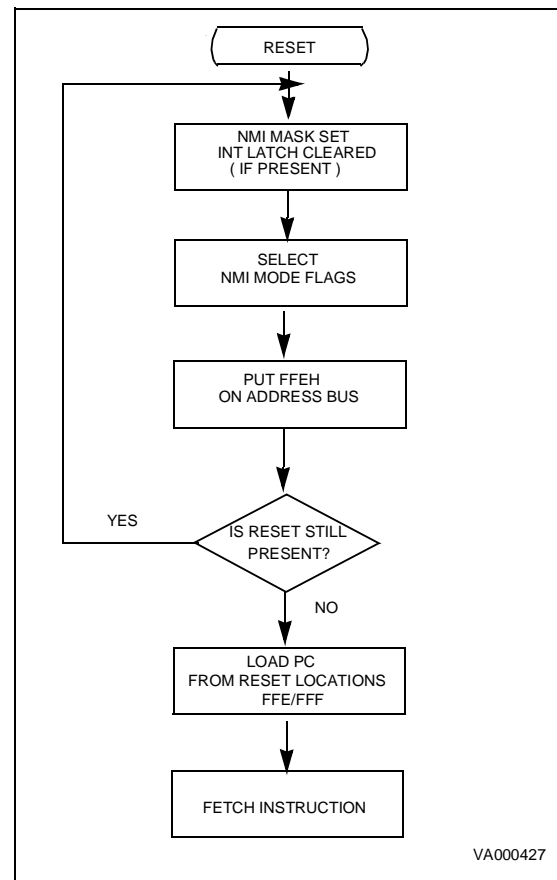 RESET
NMI MASK SET
INT LATCH CLEARED
( IF PRESENT )
SELECT
NMI MODE FLAGS
PUT FFEH
ON ADDRESS BUS
YES
IS RESET STILL
PRESENT?
NO
LOAD PC
FROM RESET LOCATIONS
FFE/FFF
FETCH INSTRUCTION
VA000427